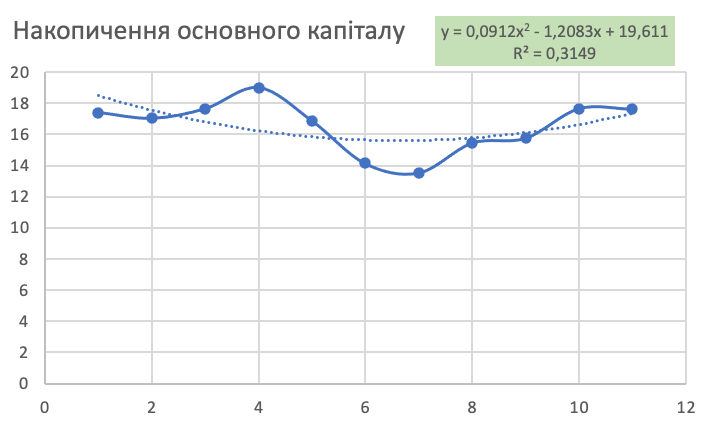 Накопичення основного капіталу
y = 0,0912x² - 1,2083x + 19,611
R² = 0,3149
20
18
16
14
12
10
8
6
4
2
0
0 2 4 6 8 10 12